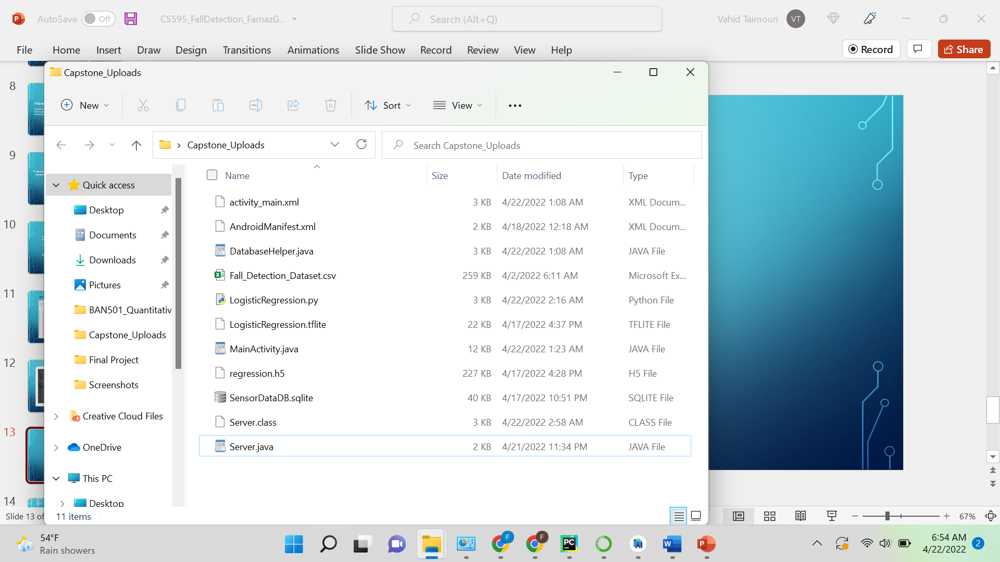 AutoSave Off CS595_FallDetection_FarnazG... Search (Alt+Q) Vahid Taimouri VT
File Home Insert Draw Design Transitions Animations Slide Show Record Review View Help Record Share
Capstone_Uploads
New Sort View
Capstone_Uploads Search Capstone_Uploads
Name Size Date modified Type
activity_main.xml 3 KB 4/22/2022 1:08 AM XML Docum...
AndroidManifest.xml 2 KB 4/18/2022 12:18 AM XML Docum...
DatabaseHelper.java 3 KB 4/22/2022 1:08 AM JAVA File
Fall_Detection_Dataset.csv 259 KB 4/2/2022 6:11 AM Microsoft Ex...
LogisticRegression.py 3 KB 4/22/2022 2:16 AM Python File
LogisticRegression.tflite 22 KB 4/17/2022 4:37 PM TFLITE File
MainActivity.java 12 KB 4/22/2022 1:23 AM JAVA File
regression.h5 227 KB 4/17/2022 4:28 PM H5 File
SensorDataDB.sqlite 40 KB 4/17/2022 10:51 PM SQLITE File
Server.class 3 KB 4/22/2022 2:58 AM CLASS File
Server.java 2 KB 4/21/2022 11:34 PM JAVA File
Quick access
Desktop
Documents
Downloads
Pictures
BAN501_Quantitativ
Capstone_Uploads
Final Project
Screenshots
Creative Cloud Files
OneDrive
This PC
Desktop
11 items
8
9
10
11
12
13
14
Slide 13 of
67%
54°F
Rain showers
F F PC W P
6:54 AM
4/22/2022
2